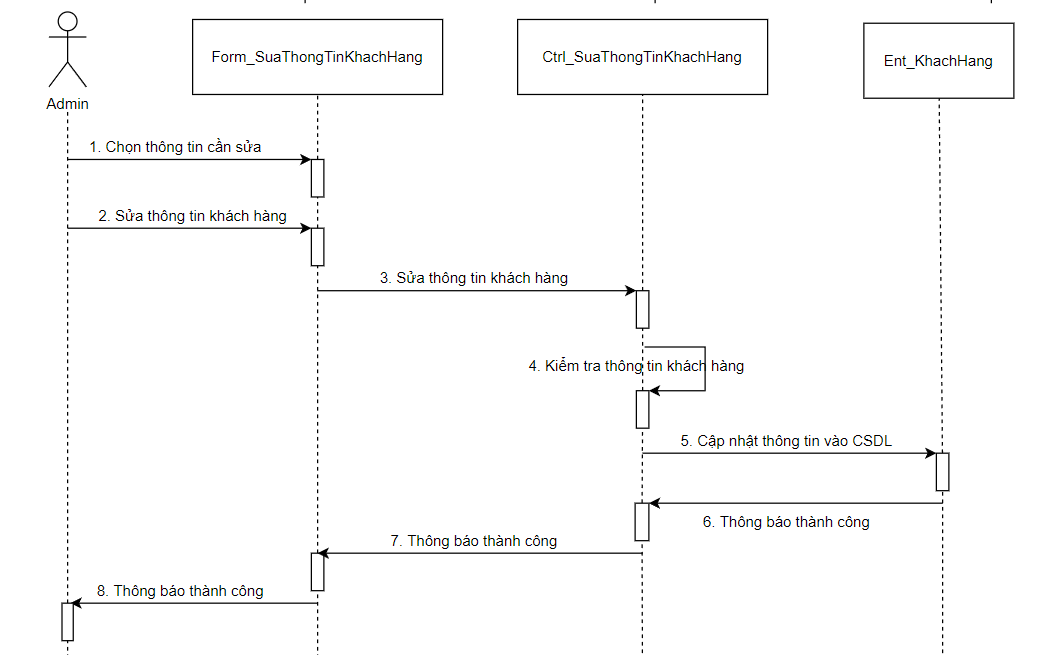 Form_SuaThongTinKhachHang
Ctrl_SuaThongTinKhachHang
Ent_KhachHang
Admin
1. Chọn thông tin cần sửa
2. Sửa thông tin khách hàng
3. Sửa thông tin khách hàng
4. Kiểm tra thông tin khách hàng
5. Cập nhật thông tin vào CSDL
6. Thông báo thành công
7. Thông báo thành công
8. Thông báo thành công